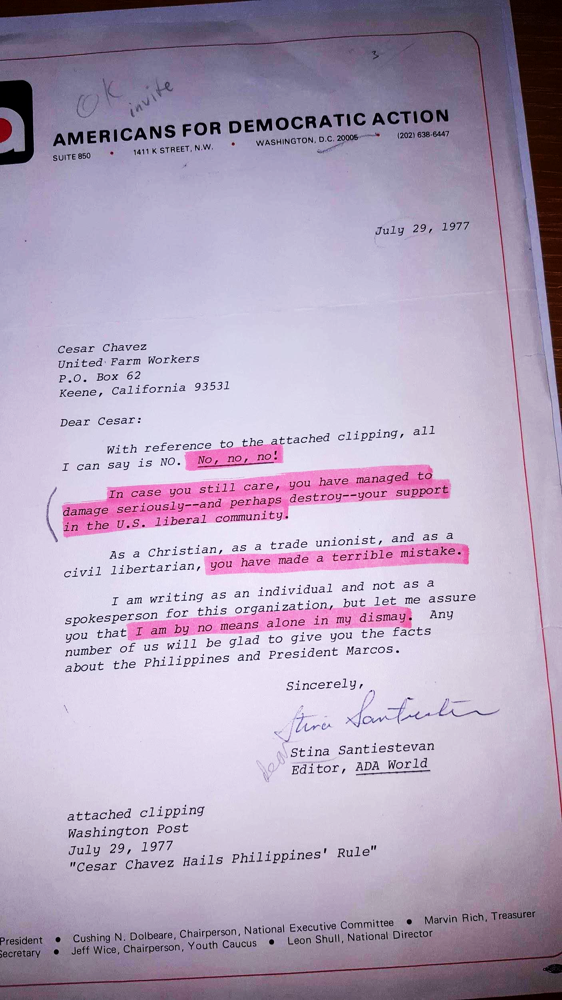 3
OK
invite
AMERICANS FOR DEMOCRATIC ACTION
SUITE 850 • 1411 K STREET, N.W. • WASHINGTON, D.C. 20005 • (202) 638-6447
July 29, 1977
Cesar Chavez
United Farm Workers
P.O. Box 62
Keene, California 93531
Dear Cesar:
With reference to the attached clipping, all
I can say is NO. No, no, no!
In case you still care, you have managed to
damage seriously--and perhaps destroy--your support
in the U.S. liberal community.
As a Christian, as a trade unionist, and as a
civil libertarian, you have made a terrible mistake.
I am writing as an individual and not as a
spokesperson for this organization, but let me assure
you that I am by no means alone in my dismay. Any
number of us will be glad to give you the facts
about the Philippines and President Marcos.
Sincerely,
Stina Santiestevan
dear
Stina Santiestevan
Editor, ADA World
attached clipping
Washington Post
July 29, 1977
"Cesar Chavez Hails Philippines' Rule"
President • Cushing N. Dolbeare, Chairperson, National Executive Committee • Marvin Rich, Treasurer
Secretary • Jeff Wice, Chairperson, Youth Caucus • Leon Shull, National Director